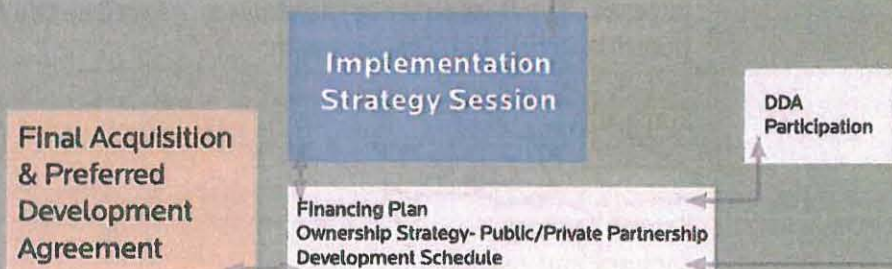 Implementation
Strategy Session
DDA
Participation
Final Acquisition
& Preferred
Development
Agreement
Financing Plan
Ownership Strategy- Public/Private Partnership
Development Schedule